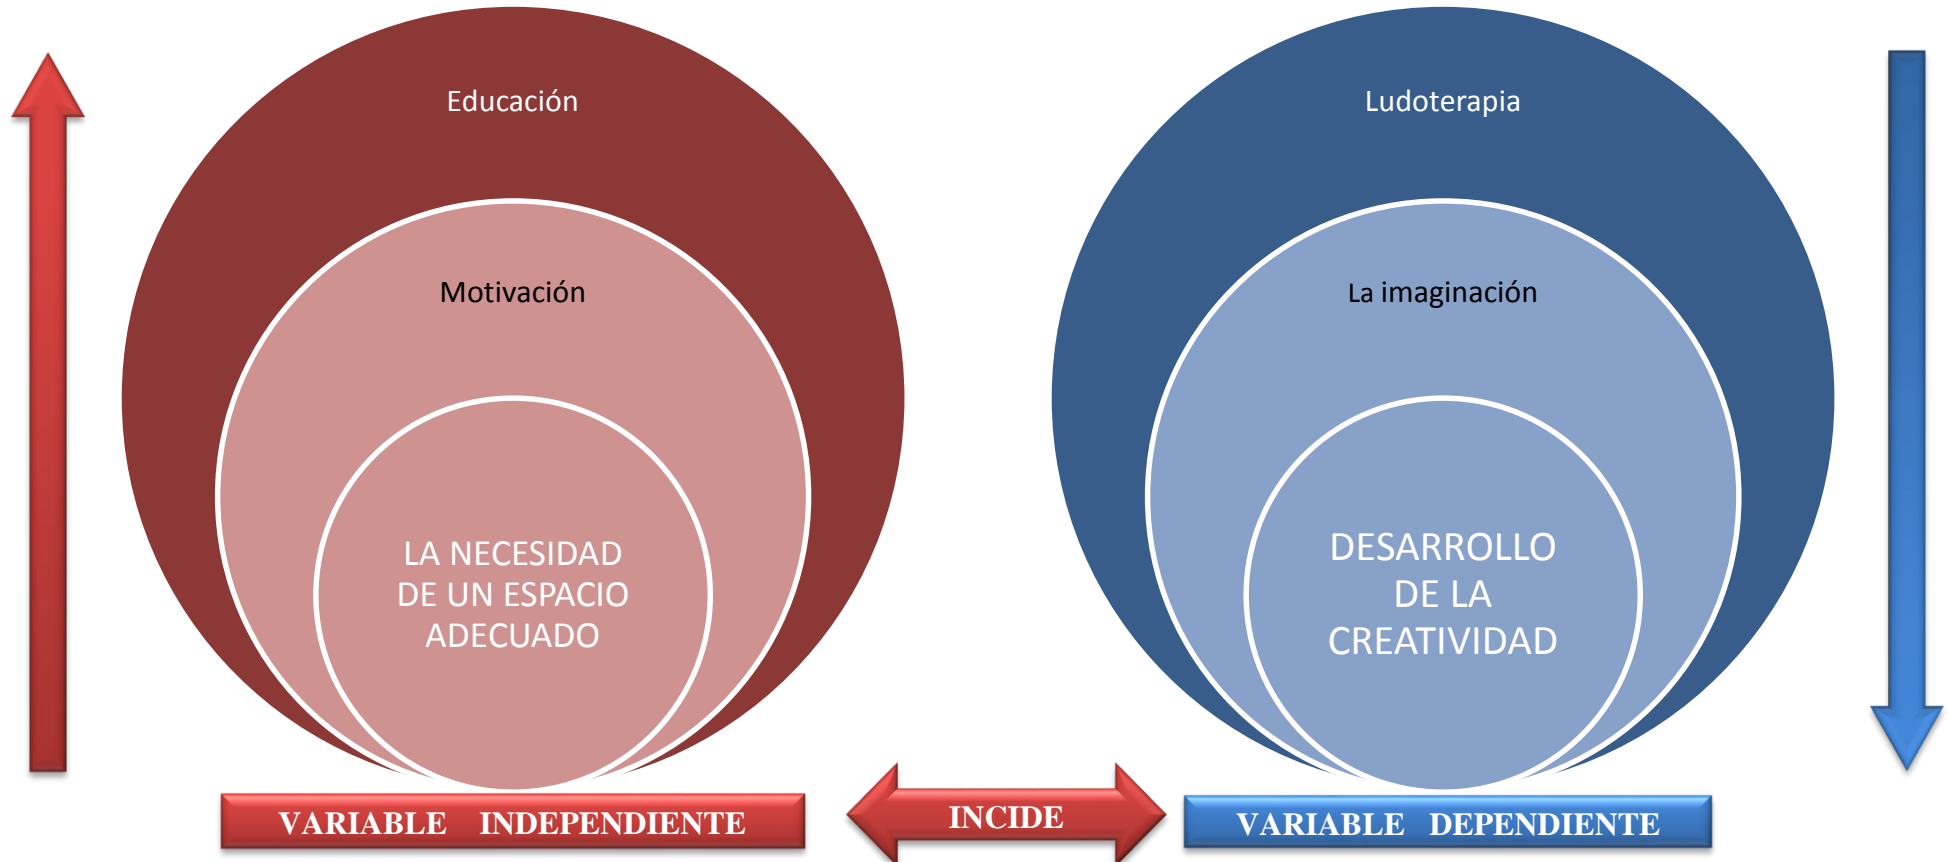 Educación
Motivación
LA NECESIDAD
DE UN ESPACIO
ADECUADO
VARIABLE INDEPENDIENTE
INCIDE
Ludoterapia
La imaginación
DESARROLLO
DE LA
CREATIVIDAD
VARIABLE DEPENDIENTE